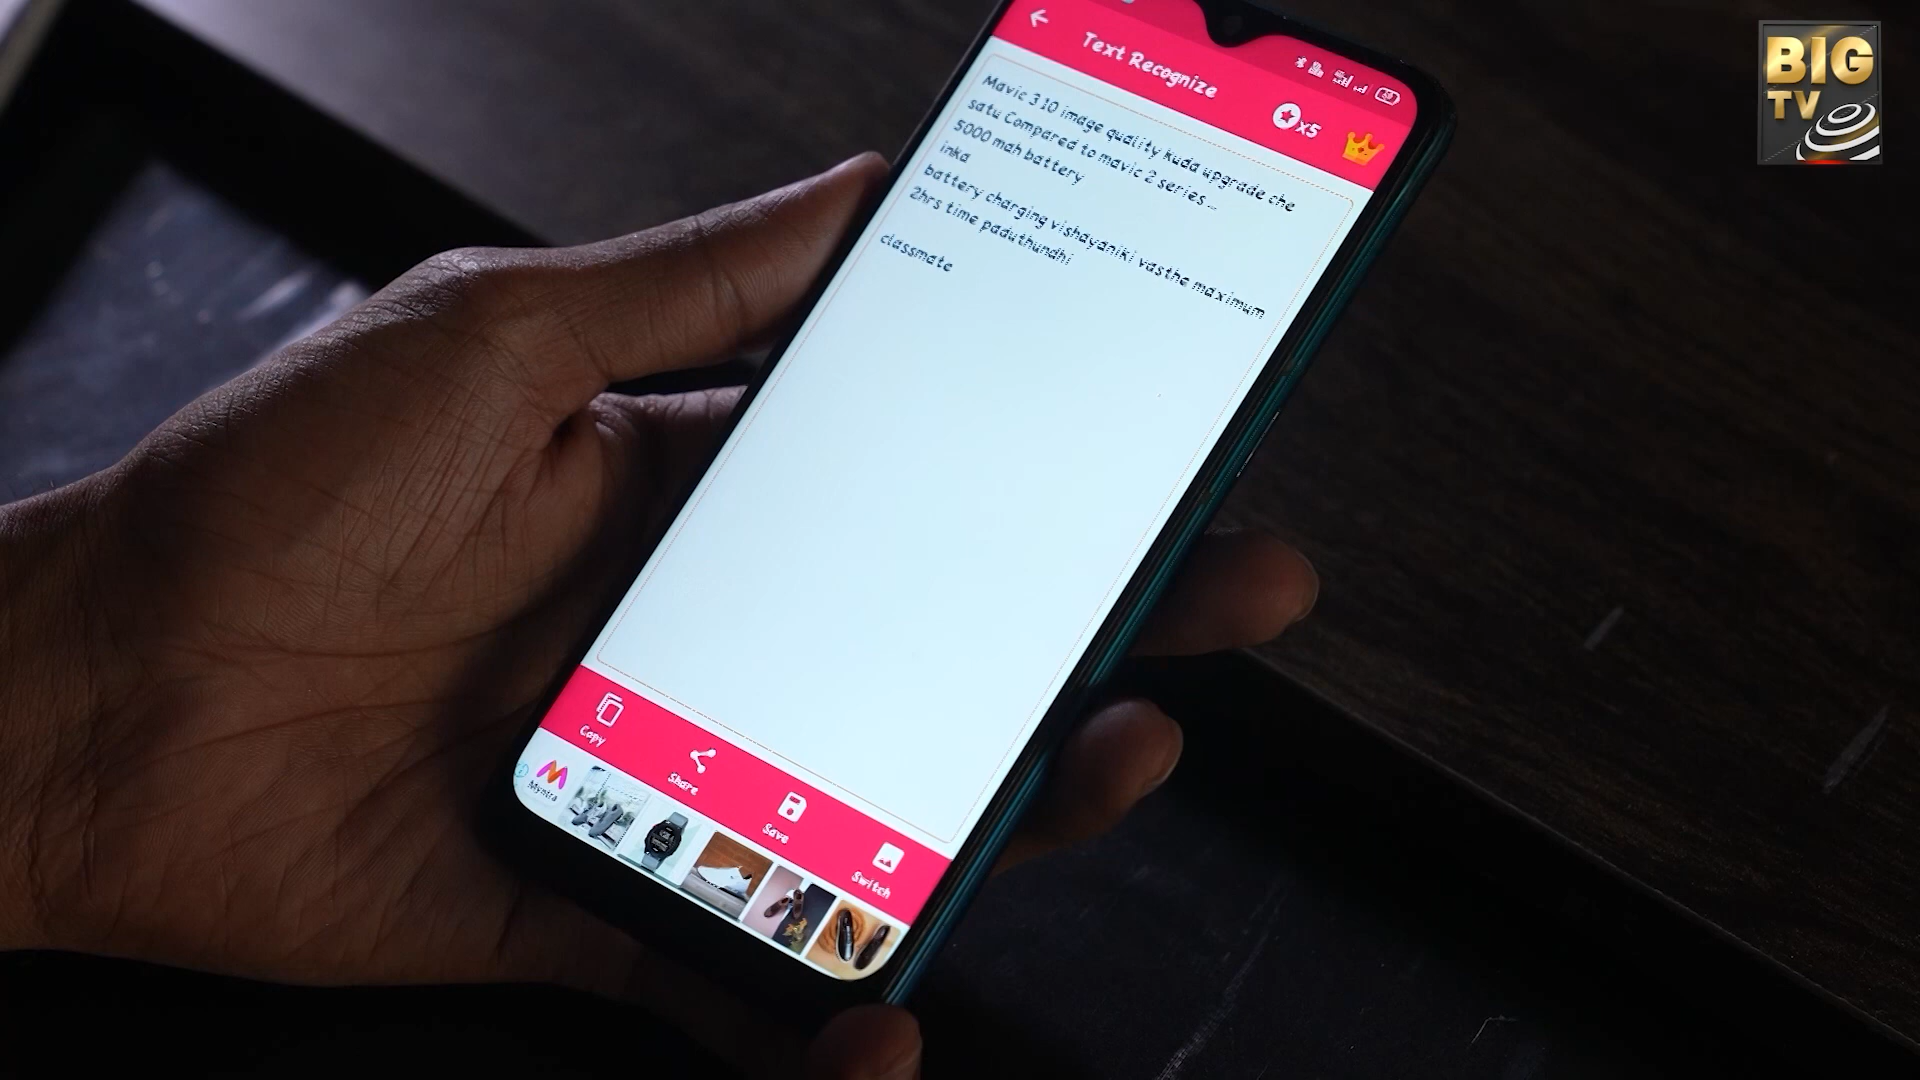 BIG
TV
Text Recognize
x5
Mavic 3 10 image quality kuda upgrade che
satu Compared to mavic 2 series...
5000 mah battery
inka
battery charging vishayaniki vasthe maximum
2hrs time paduthundhi
classmate
Copy
Share
Save
Switch
Myntra